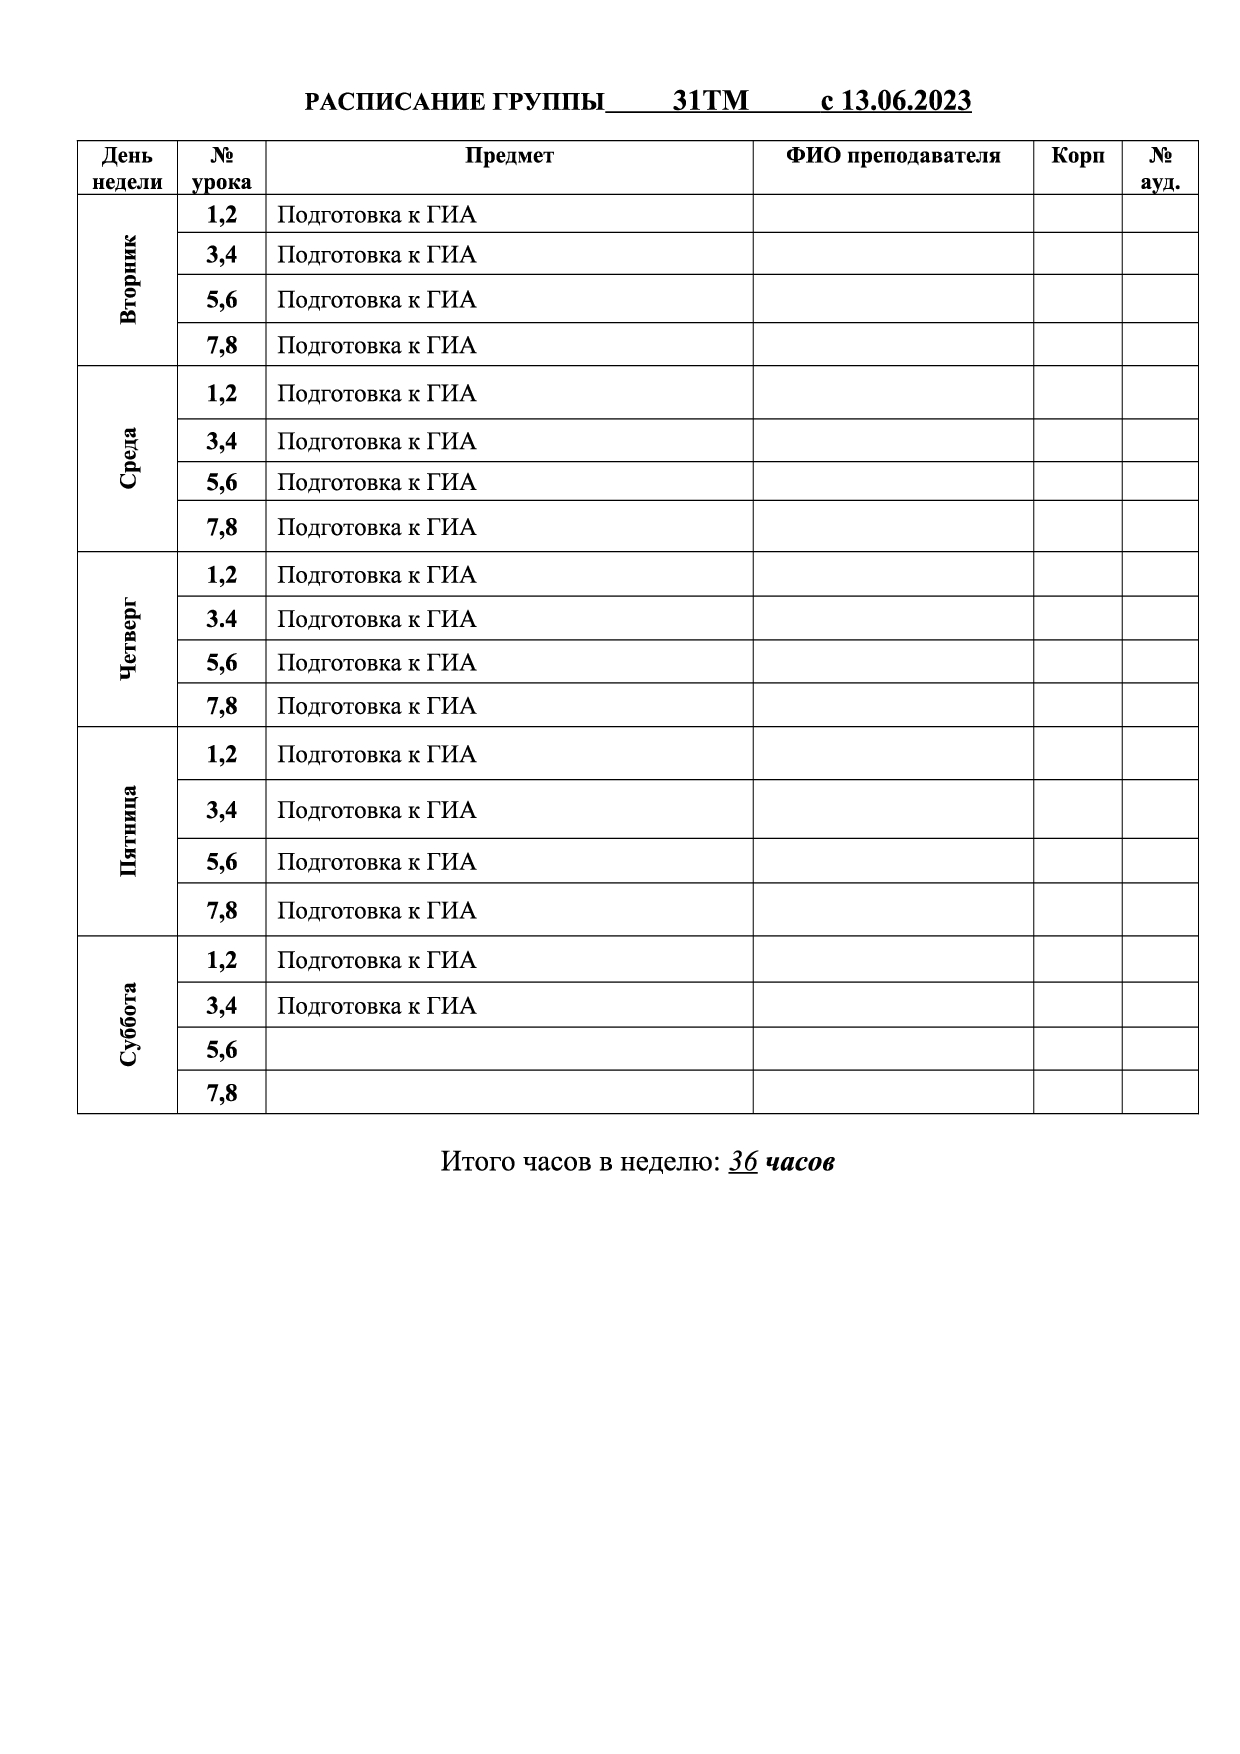 РАСПИСАНИЕ ГРУППЫ_____31ТМ_____с 13.06.2023
День недели № урока Предмет ФИО преподавателя Корп № ауд.
Вторник
1,2 Подготовка к ГИА
3,4 Подготовка к ГИА
5,6 Подготовка к ГИА
7,8 Подготовка к ГИА
Среда
1,2 Подготовка к ГИА
3,4 Подготовка к ГИА
5,6 Подготовка к ГИА
7,8 Подготовка к ГИА
Четверг
1,2 Подготовка к ГИА
3.4 Подготовка к ГИА
5,6 Подготовка к ГИА
7,8 Подготовка к ГИА
Пятница
1,2 Подготовка к ГИА
3,4 Подготовка к ГИА
5,6 Подготовка к ГИА
7,8 Подготовка к ГИА
Суббота
1,2 Подготовка к ГИА
3,4 Подготовка к ГИА
5,6
7,8
Итого часов в неделю: 36 часов